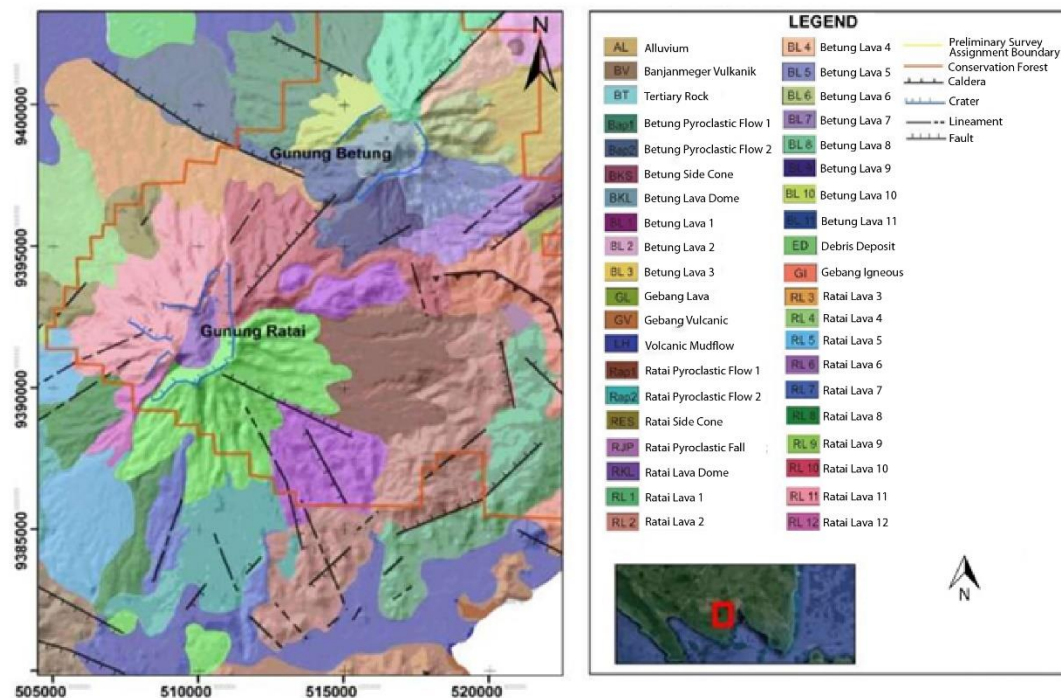 N
9400000
9395000
9390000
9385000
505000
510000
515000
520000
Gunung Betung
Gunung Ratai
LEGEND
AL Alluvium
BV Banjanmeger Vulkanik
BT Tertiary Rock
Bap1 Betung Pyroclastic Flow 1
Bap2 Betung Pyroclastic Flow 2
BKS Betung Side Cone
BKL Betung Lava Dome
BL 1 Betung Lava 1
BL 2 Betung Lava 2
BL 3 Betung Lava 3
GL Gebang Lava
GV Gebang Vulcanic
LH Volcanic Mudflow
Rap1 Ratai Pyroclastic Flow 1
Rap2 Ratai Pyroclastic Flow 2
RES Ratai Side Cone
RJP Ratai Pyroclastic Fall
RKL Ratai Lava Dome
RL 1 Ratai Lava 1
RL 2 Ratai Lava 2
BL 4 Betung Lava 4
BL 5 Betung Lava 5
BL 6 Betung Lava 6
BL 7 Betung Lava 7
BL 8 Betung Lava 8
Betung Lava 9
BL 10 Betung Lava 10
BL 11 Betung Lava 11
ED Debris Deposit
GI Gebang Igneous
RL 3 Ratai Lava 3
RL 4 Ratai Lava 4
RL 5 Ratai Lava 5
RL 6 Ratai Lava 6
RL 7 Ratai Lava 7
RL 8 Ratai Lava 8
RL 9 Ratai Lava 9
RL 10 Ratai Lava 10
RL 11 Ratai Lava 11
RL 12 Ratai Lava 12
Preliminary Survey
Assignment Boundary
Conservation Forest
Caldera
Crater
Lineament
Fault
N